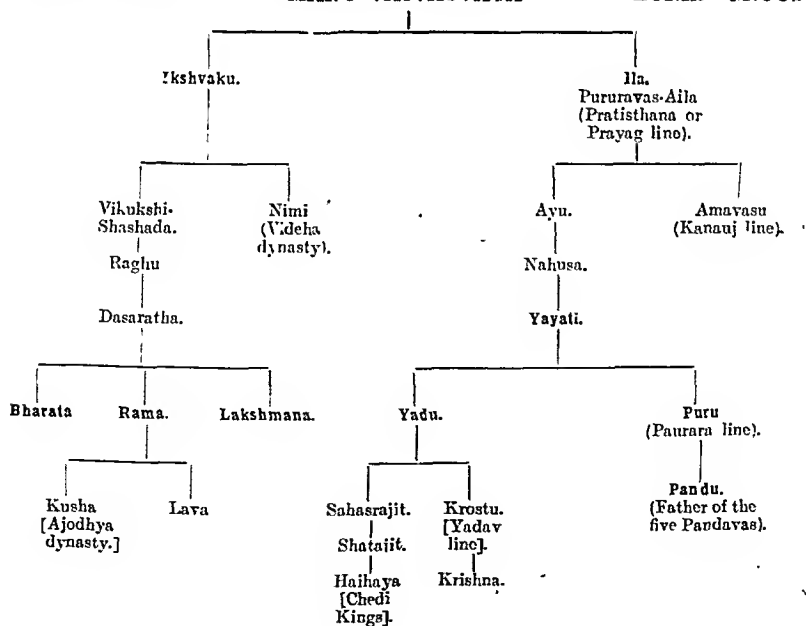 Ikshvaku.
Ila.
Pururavas-Aila
(Pratisthana or
Prayag line).
Vikukshi-
Shashada.
Nimi
(Videha
dynasty).
Ayu.
Amavasu
(Kanauj line).
Raghu
Nahusa.
Dasaratha.
Yayati.
Bharata
Rama.
Lakshmana.
Yadu.
Puru
(Paurara line).
Kusha
[Ajodhya
dynasty.]
Lava
Sahasrajit.
Krostu.
[Yadav
line].
Pandu.
(Father of the
five Pandavas).
Shatajit.
Haihaya
[Chedi
Kings].
Krishna.